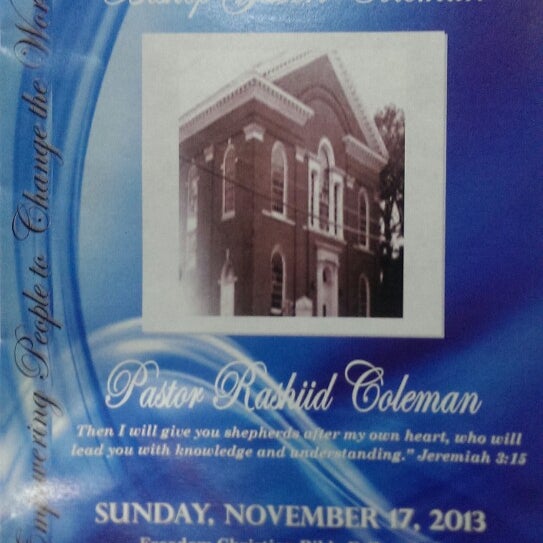 Empowering People to Change the
Pastor Rashiid Coleman
Then I will give you shepherds after my own heart, who will
lead you with knowledge and understanding." Jeremiah 3:15
SUNDAY, NOVEMBER 17, 2013